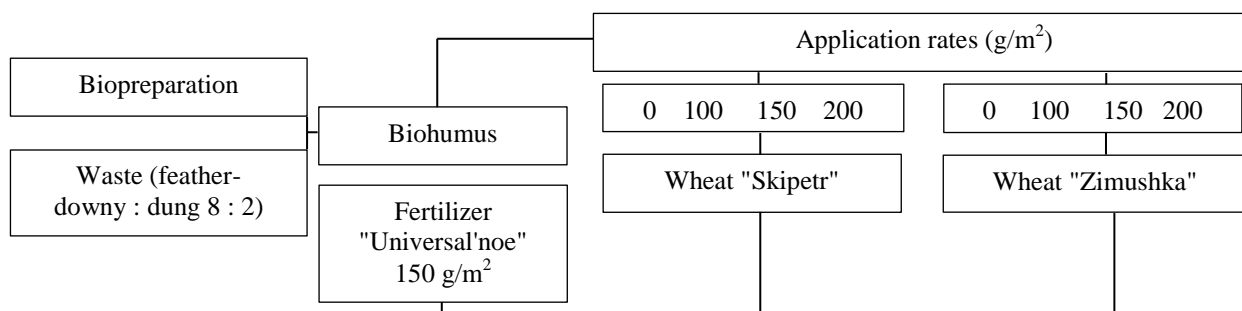 Application rates (g/m²)
Biopreparation
0 100 150 200
0 100 150 200
Biohumus
Waste (feather-
downy : dung 8 : 2)
Wheat "Skipetr"
Wheat "Zimushka"
Fertilizer
"Universal'noe"
150 g/m²